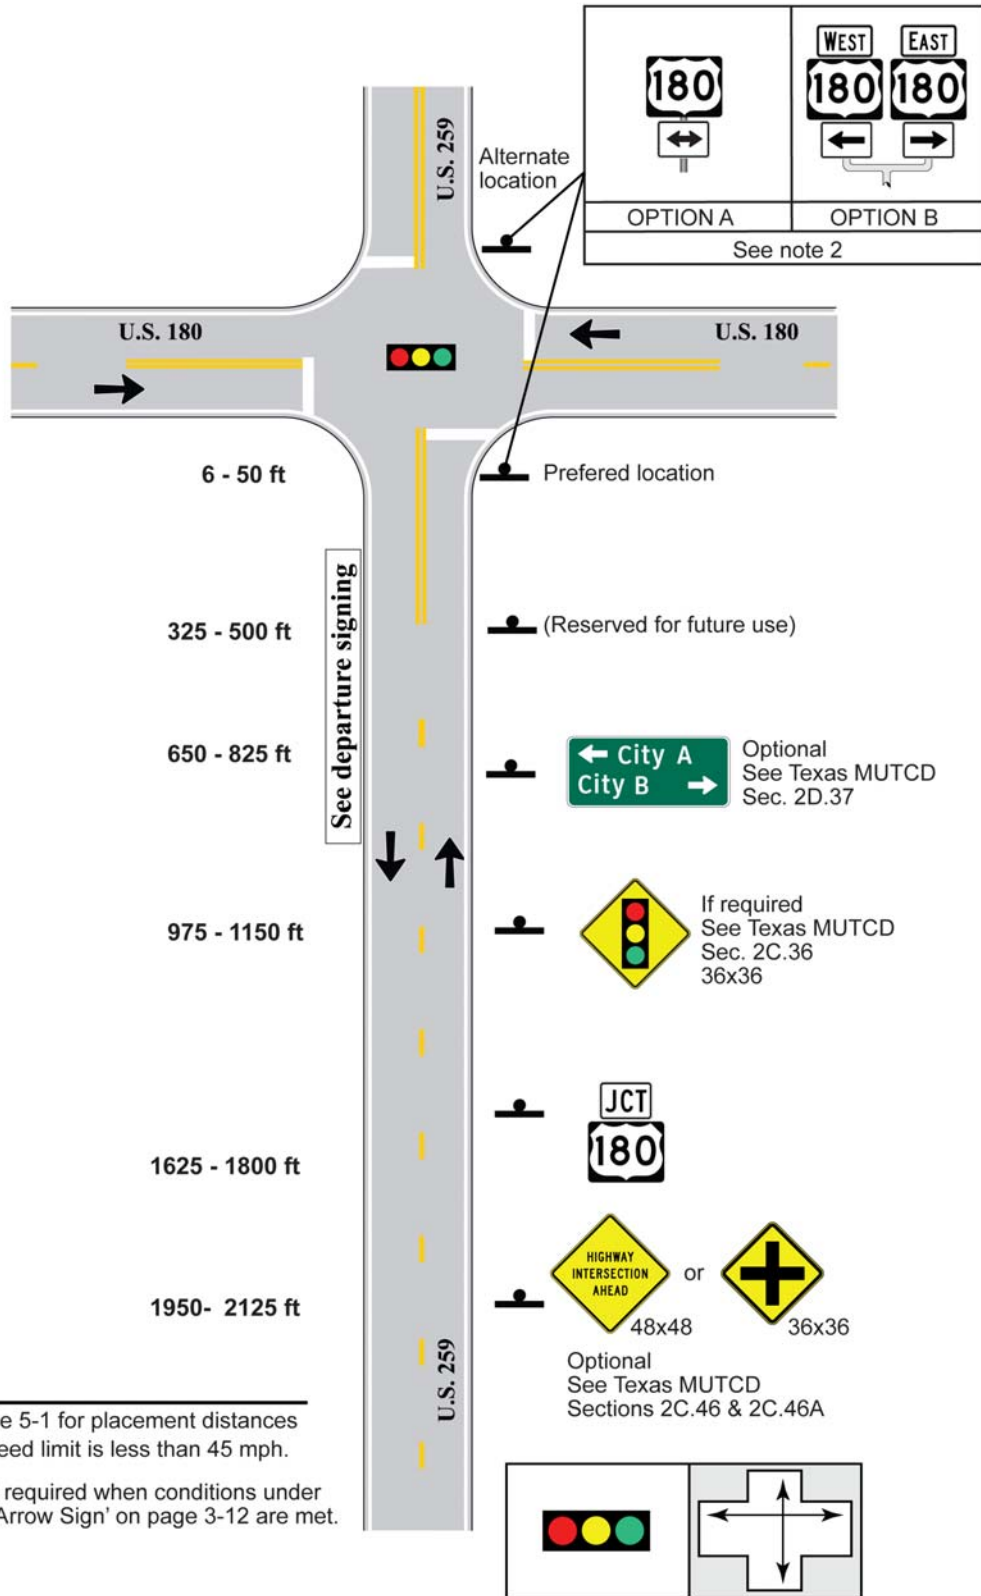 WEST EAST
180 180 180
OPTION A OPTION B
See note 2
U.S. 259
Alternate
location
U.S. 180
U.S. 180
6 - 50 ft
Prefered location
See departure signing
325 - 500 ft
(Reserved for future use)
650 - 825 ft
City A
City B
Optional
See Texas MUTCD
Sec. 2D.37
975 - 1150 ft
If required
See Texas MUTCD
Sec. 2C.36
36x36
JCT
180
1625 - 1800 ft
1950- 2125 ft
HIGHWAY
INTERSECTION
AHEAD
or
48x48
36x36
Optional
See Texas MUTCD
Sections 2C.46 & 2C.46A
U.S. 259
e 5-1 for placement distances
eed limit is less than 45 mph.
required when conditions under
Arrow Sign' on page 3-12 are met.